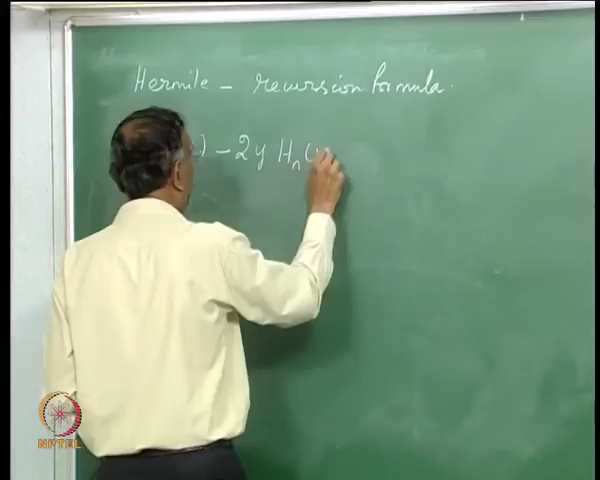 Hermite - recursion formula.
) - 2y Hn(
NPTEL